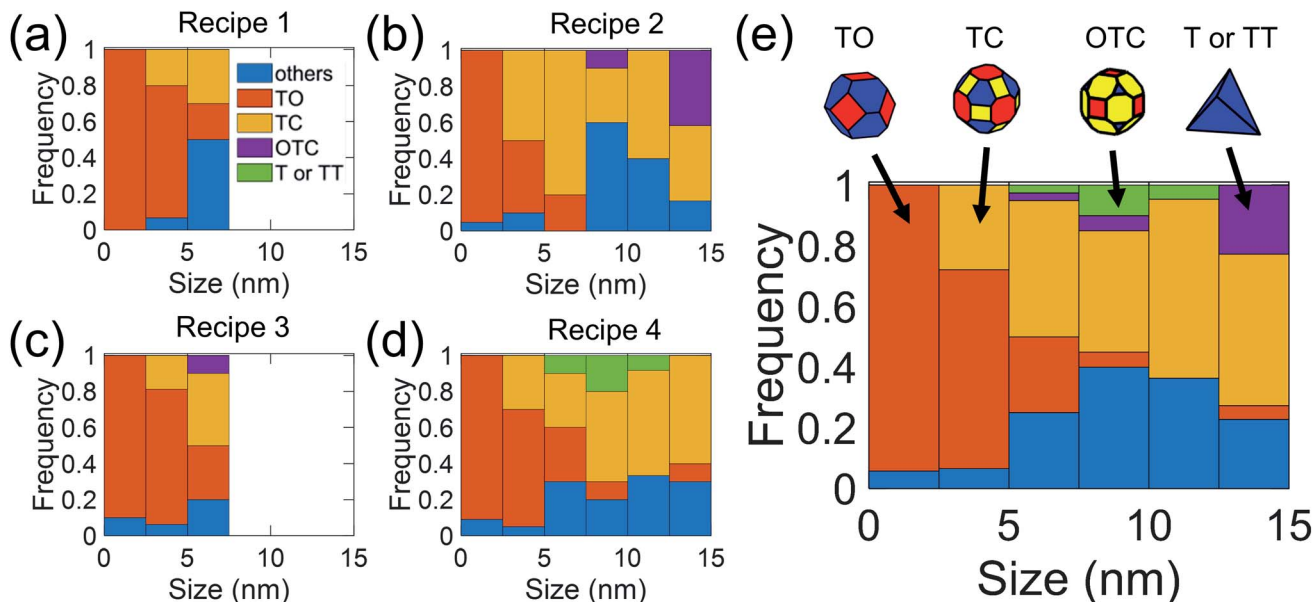 (a)
Recipe 1
Frequency
1
0.8
0.6
0.4
0.2
0
0 5 10 15
Size (nm)
others
TO
TC
OTC
T or TT
(b)
Recipe 2
Frequency
1
0.8
0.6
0.4
0.2
0
0 5 10 15
Size (nm)
(c)
Recipe 3
Frequency
1
0.8
0.6
0.4
0.2
0
0 5 10 15
Size (nm)
(d)
Recipe 4
Frequency
1
0.8
0.6
0.4
0.2
0
0 5 10 15
Size (nm)
(e)
TO TC OTC T or TT
Frequency
1
0.8
0.6
0.4
0.2
0
0 5 10 15
Size (nm)